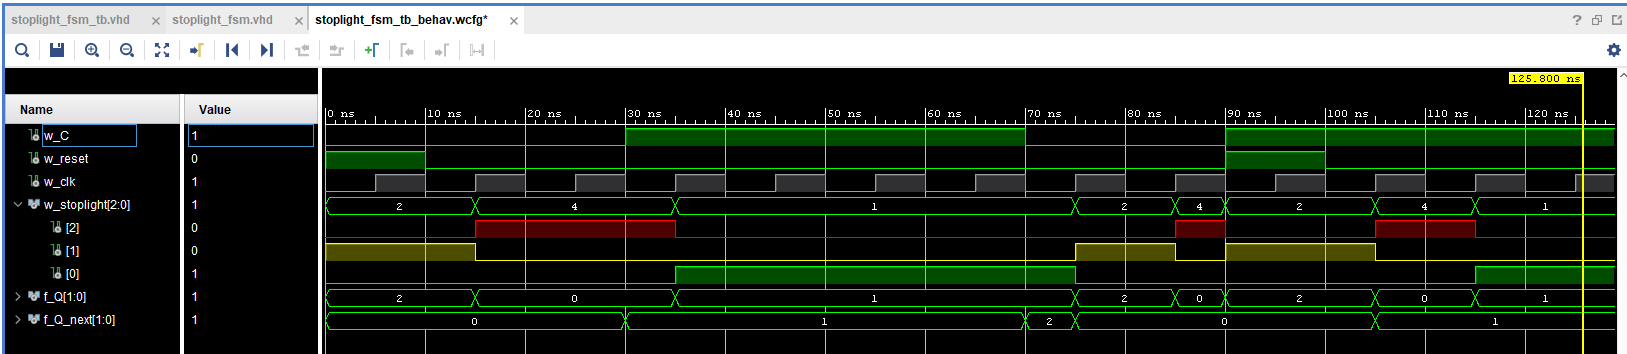 stoplight_fsm_tb.vhd × stoplight_fsm.vhd × stoplight_fsm_tb_behav.wcfg* ×
?
125.800 ns
Name Value
0 ns 10 ns 20 ns 30 ns 40 ns 50 ns 60 ns 70 ns 80 ns 90 ns 100 ns 110 ns 120 ns
w_C 1
w_reset 0
w_clk 1
w_stoplight[2:0] 1 2 4 1 2 4 2 4 1
[2] 0
[1] 0
[0] 1
f_Q[1:0] 1 2 0 1 2 0 2 0 1
f_Q_next[1:0] 1 0 1 2 0 1